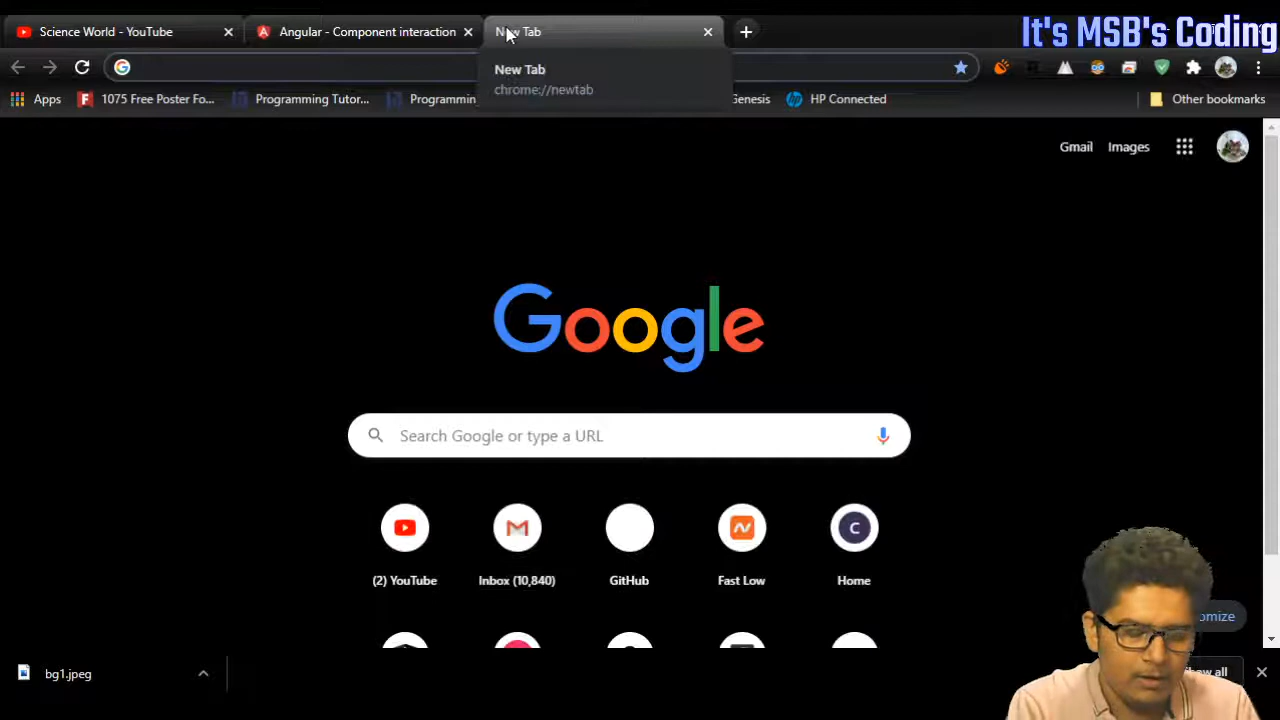 Science World - YouTube
Angular - Component interaction
New Tab
It's MSB's Coding
New Tab
chrome://newtab
Apps
1075 Free Poster Fo...
Programming Tutor...
Programmin
Genesis
HP Connected
Other bookmarks
Gmail
Images
Google
Search Google or type a URL
(2) YouTube
Inbox (10,840)
GitHub
Fast Low
C
Home
omize
bg1.jpeg
ow all